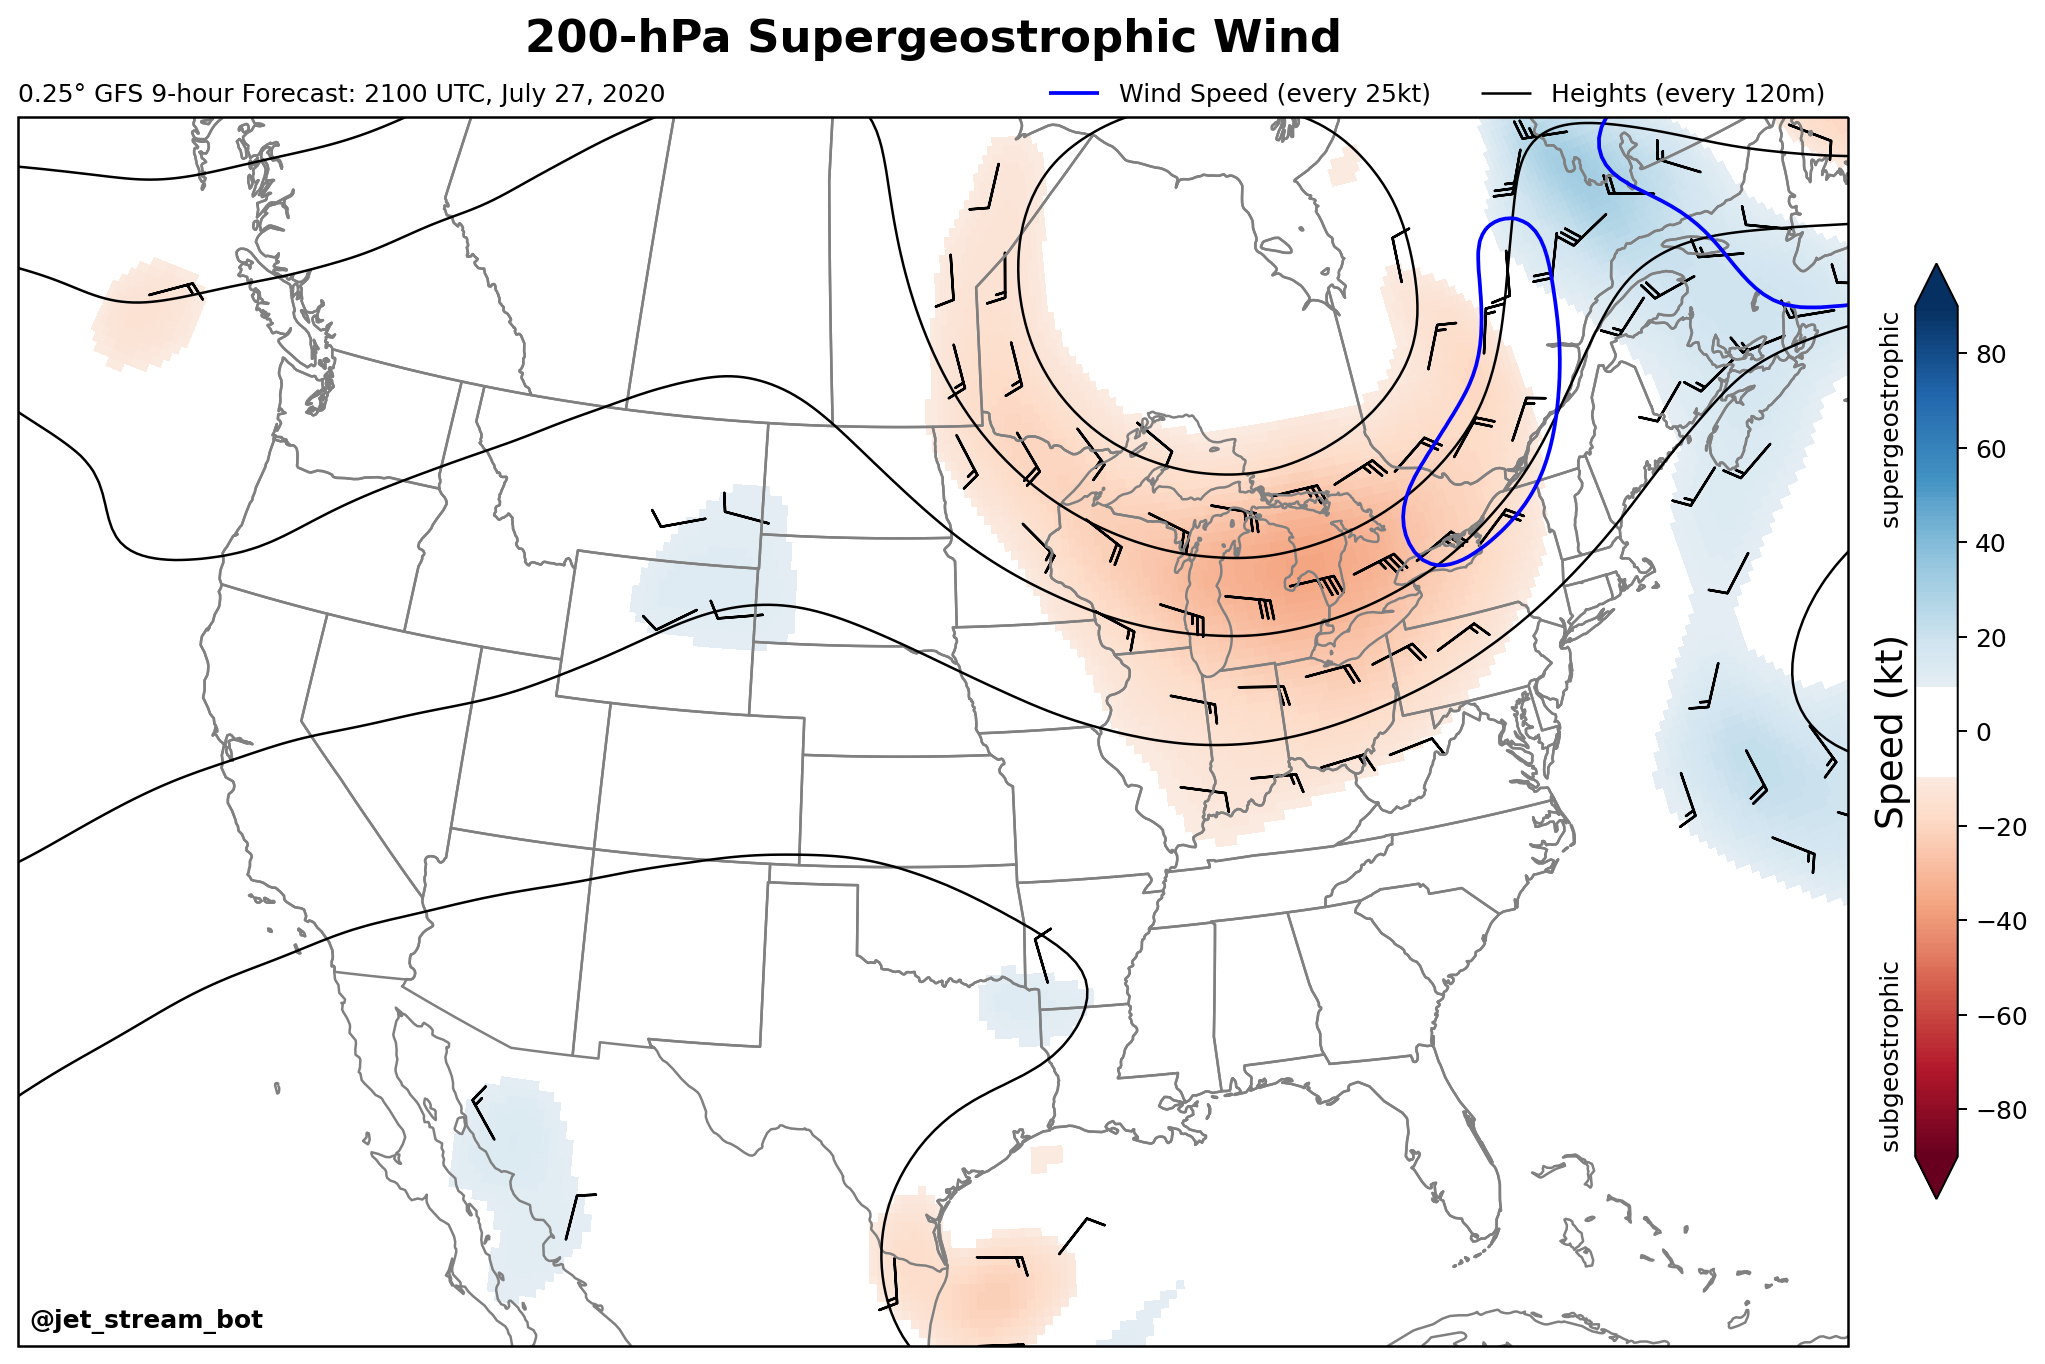 200-hPa Supergeostrophic Wind
0.25° GFS 9-hour Forecast: 2100 UTC, July 27, 2020
Wind Speed (every 25kt)
Heights (every 120m)
supergeostrophic
Speed (kt)
subgeostrophic
80
60
40
20
0
−20
−40
−60
−80
@jet_stream_bot